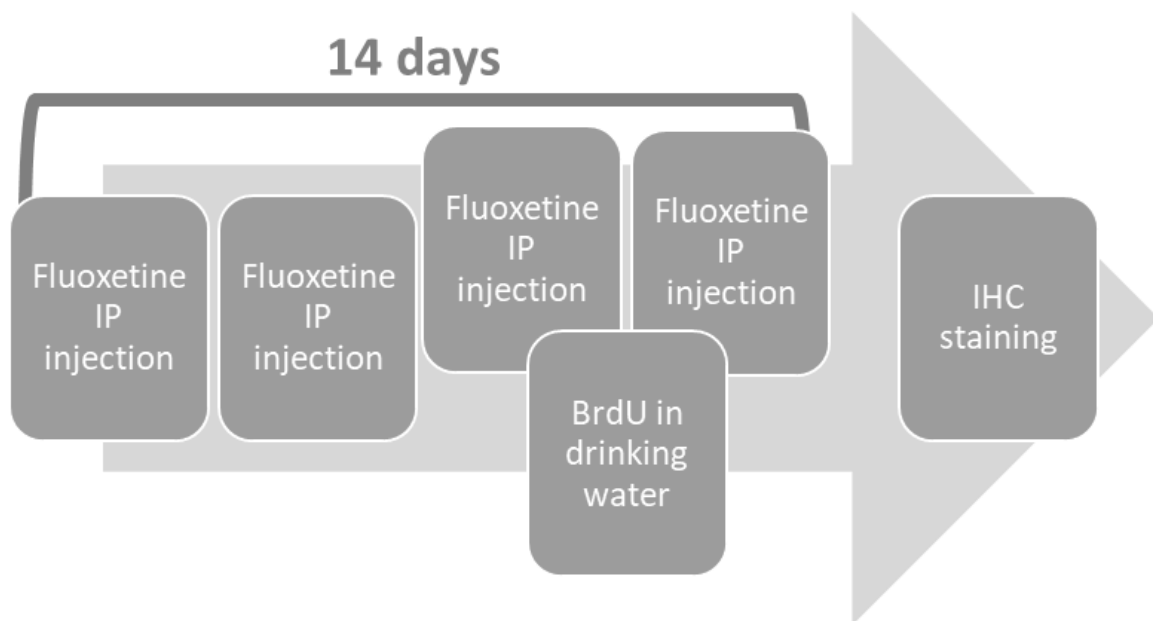 14 days
Fluoxetine
IP
injection
Fluoxetine
IP
injection
Fluoxetine
IP
injection
Fluoxetine
IP
injection
BrdU in
drinking
water
IHC
staining